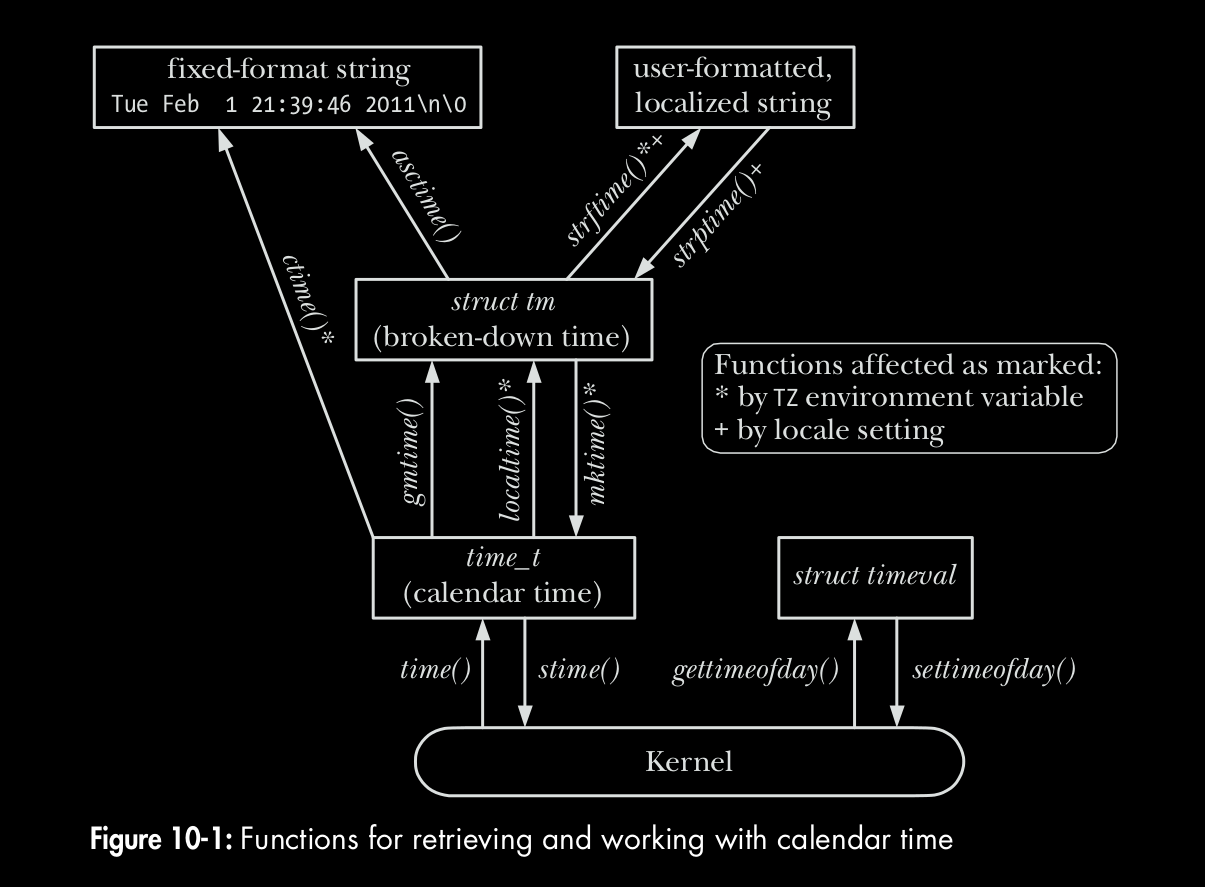 fixed-format string
Tue Feb  1 21:39:46 2011\n\0
user-formatted,
localized string
ctime()*
asctime()
strftime()*+
strptime()+
struct tm
(broken-down time)
Functions affected as marked:
* by TZ environment variable
+ by locale setting
gmtime()
localtime()*
mktime()*
time_t
(calendar time)
struct timeval
time()
stime()
gettimeofday()
settimeofday()
Kernel
Figure 10-1: Functions for retrieving and working with calendar time